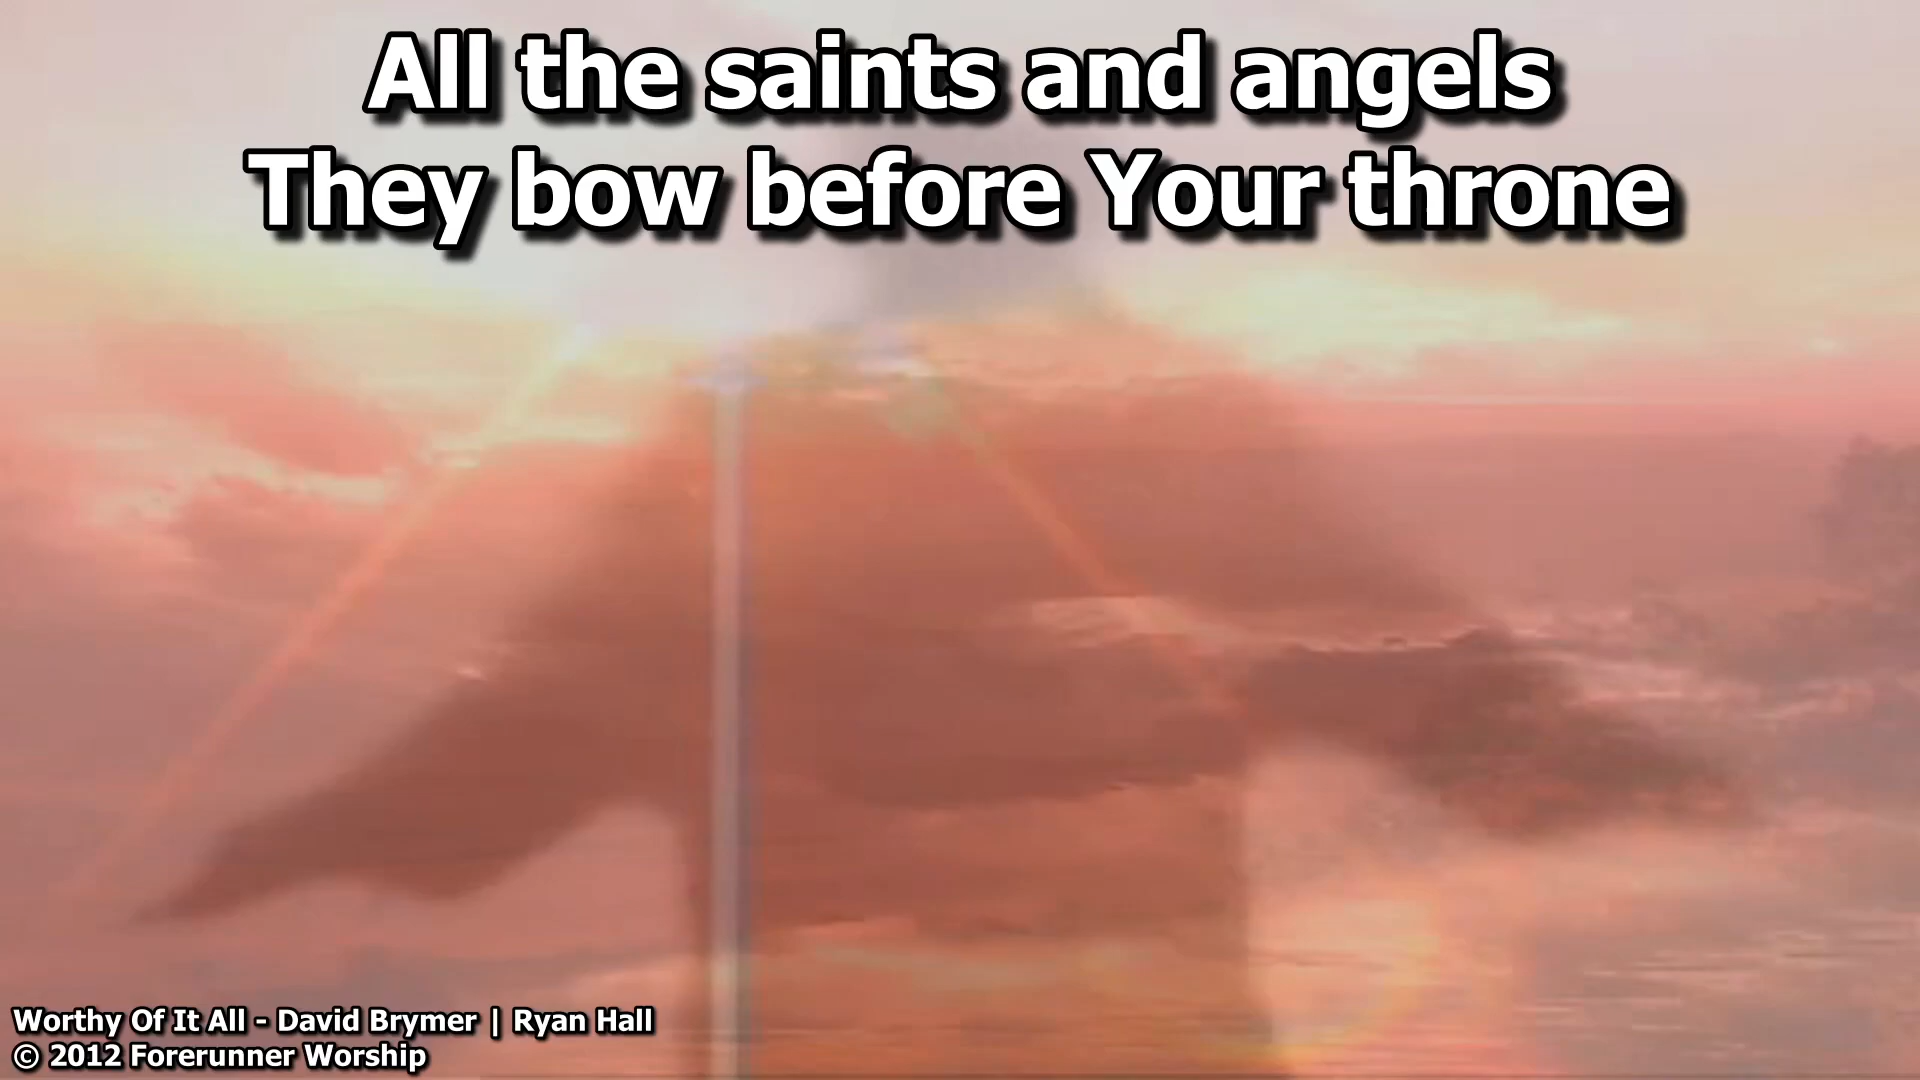 All the saints and angels
They bow before Your throne
Worthy Of It All - David Brymer | Ryan Hall
© 2012 Forerunner Worship